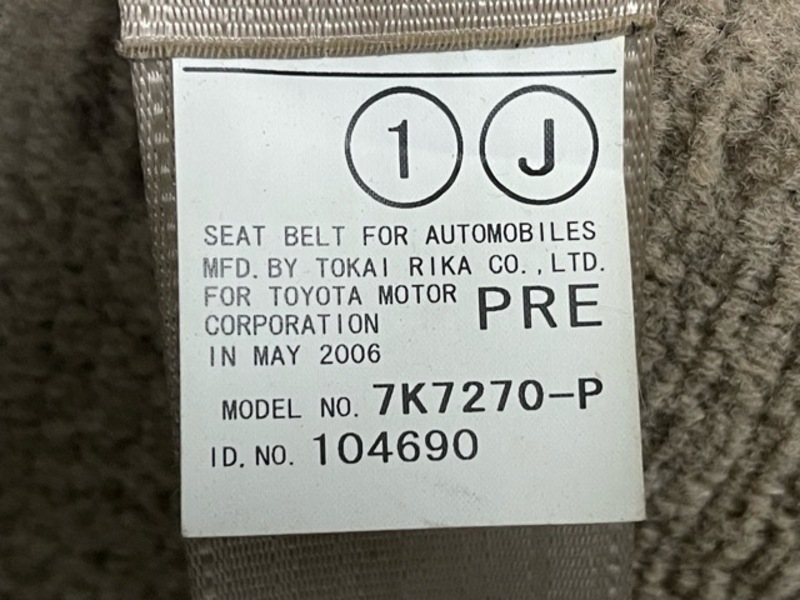 1 J
SEAT BELT FOR AUTOMOBILES
MFD. BY TOKAI RIKA CO., LTD.
FOR TOYOTA MOTOR PRE
CORPORATION
IN MAY 2006
MODEL NO. 7K7270-P
ID. NO. 104690